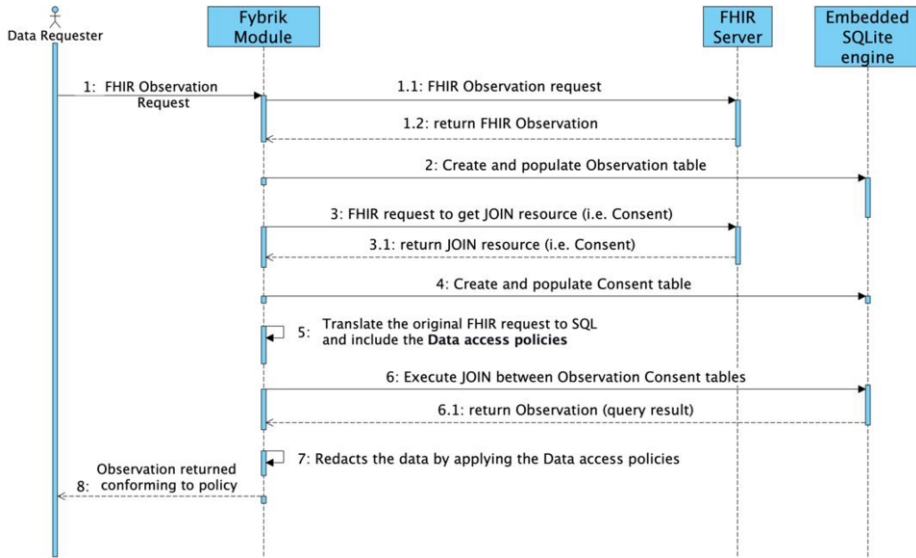 Data Requester
Fybrik
Module
FHIR
Server
Embedded
SQLite
engine
1: FHIR Observation
Request
1.1: FHIR Observation request
1.2: return FHIR Observation
2: Create and populate Observation table
3: FHIR request to get JOIN resource (i.e. Consent)
3.1: return JOIN resource (i.e. Consent)
4: Create and populate Consent table
5: Translate the original FHIR request to SQL
and include the Data access policies
6: Execute JOIN between Observation Consent tables
6.1: return Observation (query result)
7: Redacts the data by applying the Data access policies
Observation returned
8: conforming to policy